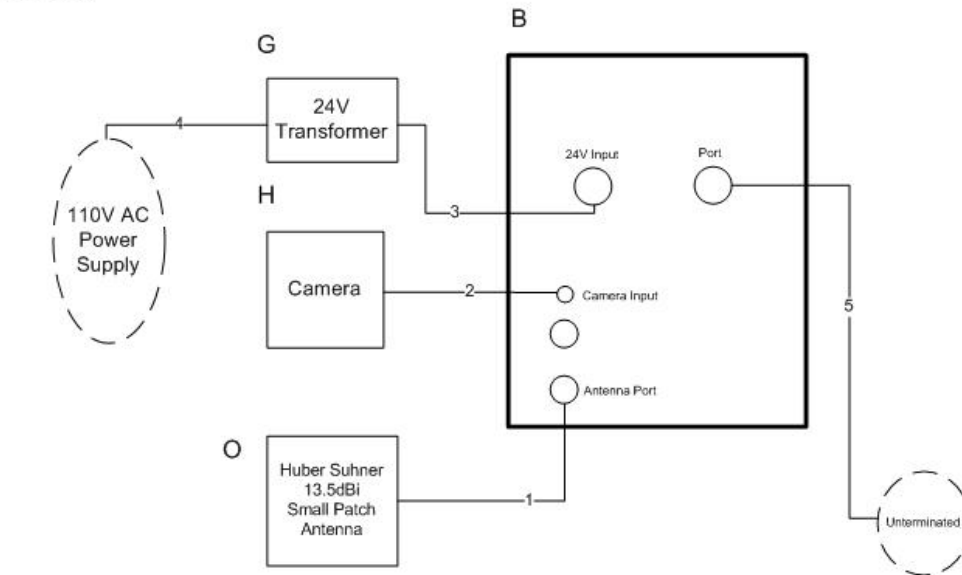 B
G
24V
Transformer
4
24V Input
Port
110V AC
Power
Supply
H
3
Camera
2
Camera Input
5
Antenna Port
O
Huber Suhner
13.5dBi
Small Patch
Antenna
1
Unterminated